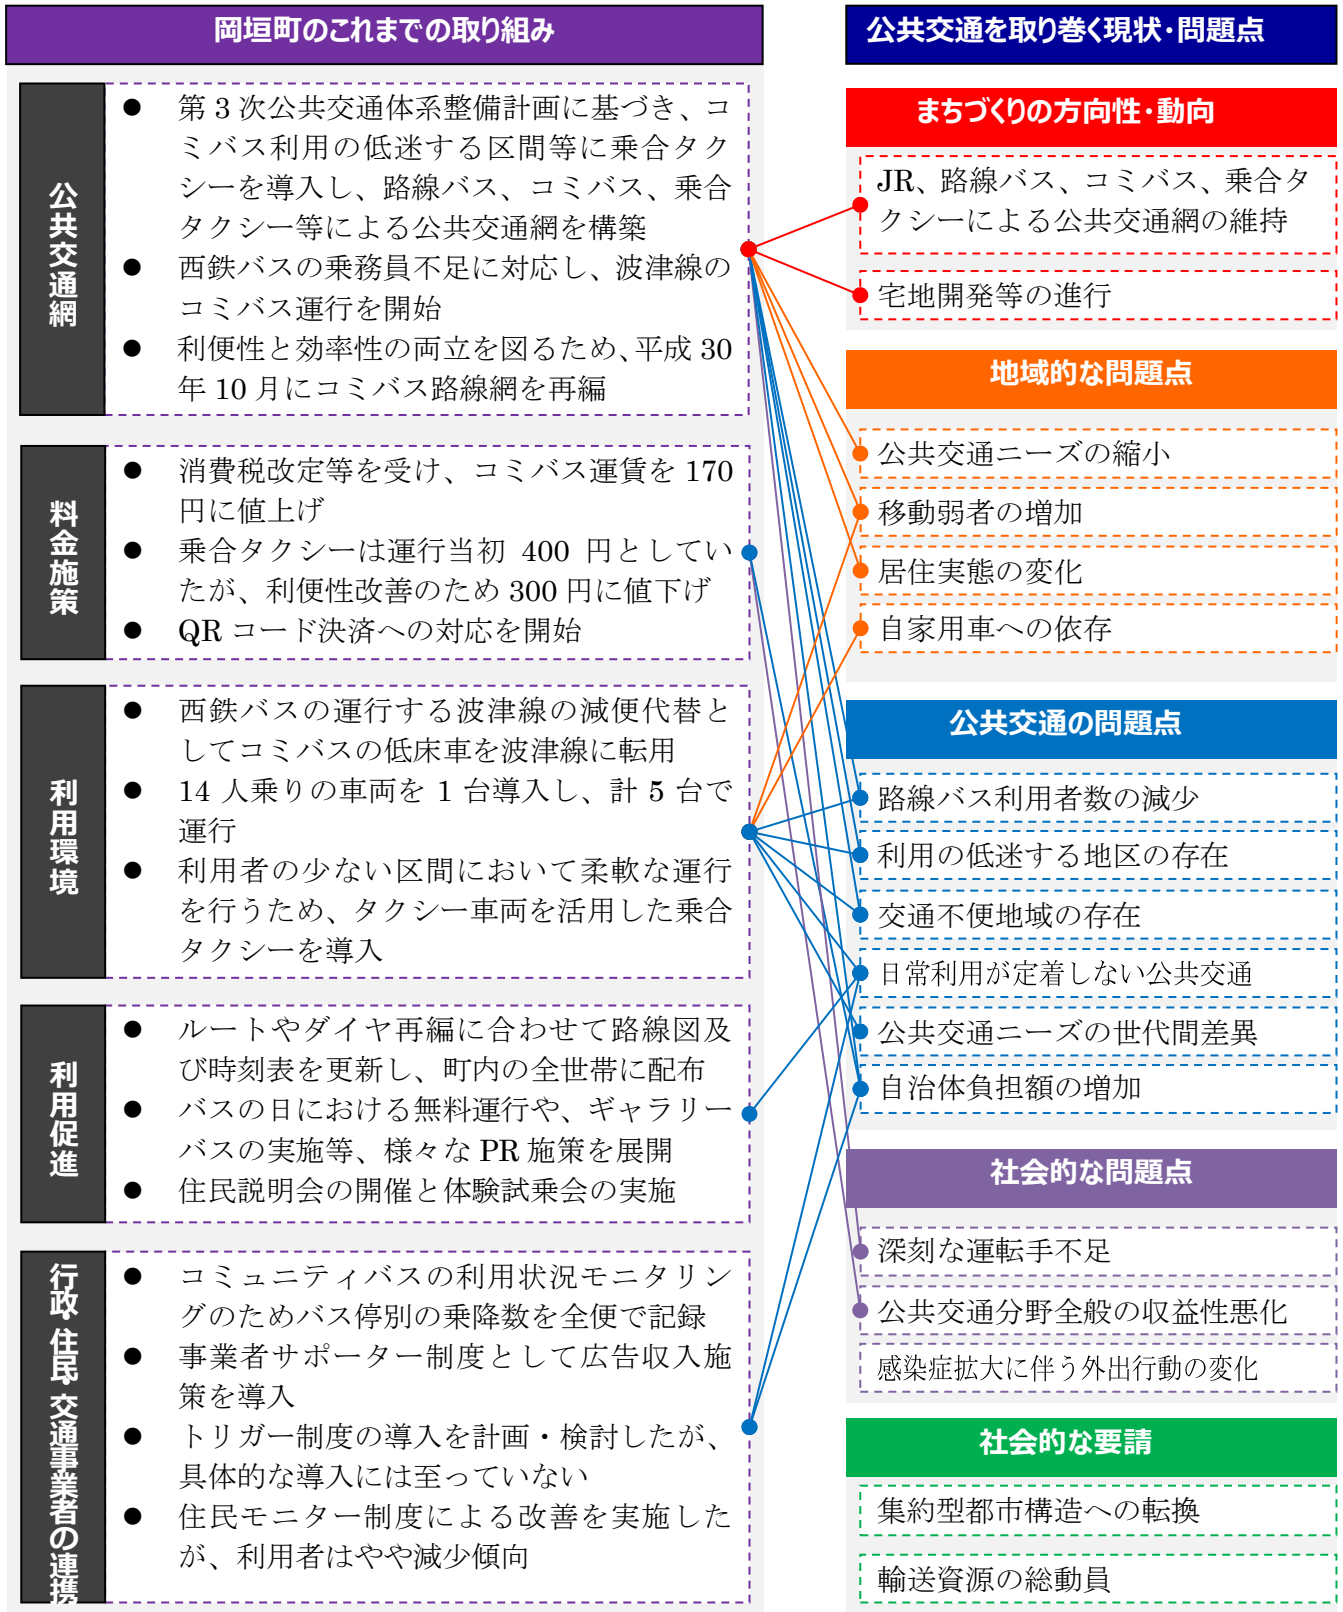 岡垣町のこれまでの取り組み
公共交通網
● 第 3 次公共交通体系整備計画に基づき、コ
ミバス利用の低迷する区間等に乗合タク
シーを導入し、路線バス、コミバス、乗合
タクシー等による公共交通網を構築
● 西鉄バスの乗務員不足に対応し、波津線の
コミバス運行を開始
● 利便性と効率性の両立を図るため、平成 30
年 10 月にコミバス路線網を再編
料金施策
● 消費税改定等を受け、コミバス運賃を 170
円に値上げ
● 乗合タクシーは運行当初 400 円としてい
たが、利便性改善のため 300 円に値下げ
● QR コード決済への対応を開始
利用環境
● 西鉄バスの運行する波津線の減便代替と
してコミバスの低床車を波津線に転用
● 14 人乗りの車両を 1 台導入し、計 5 台で
運行
● 利用者の少ない区間において柔軟な運行
を行うため、タクシー車両を活用した乗合
タクシーを導入
利用促進
● ルートやダイヤ再編に合わせて路線図及
び時刻表を更新し、町内の全世帯に配布
● バスの日における無料運行や、ギャラリー
バスの実施等、様々な PR 施策を展開
● 住民説明会の開催と体験試乗会の実施
行政・住民・交通事業者の連携
● コミュニティバスの利用状況モニタリン
グのためバス停別の乗降数を全便で記録
● 事業者サポーター制度として広告収入施
策を導入
● トリガー制度の導入を計画・検討したが、
具体的な導入には至っていない
● 住民モニター制度による改善を実施した
が、利用者はやや減少傾向
公共交通を取り巻く現状・問題点
まちづくりの方向性・動向
JR、路線バス、コミバス、乗合タ
クシーによる公共交通網の維持
宅地開発等の進行
地域的な問題点
公共交通ニーズの縮小
移動弱者の増加
居住実態の変化
自家用車への依存
公共交通の問題点
路線バス利用者数の減少
利用の低迷する地区の存在
交通不便地域の存在
日常利用が定着しない公共交通
公共交通ニーズの世代間差異
自治体負担額の増加
社会的な問題点
深刻な運転手不足
公共交通分野全般の収益性悪化
感染症拡大に伴う外出行動の変化
社会的な要請
集約型都市構造への転換
輸送資源の総動員